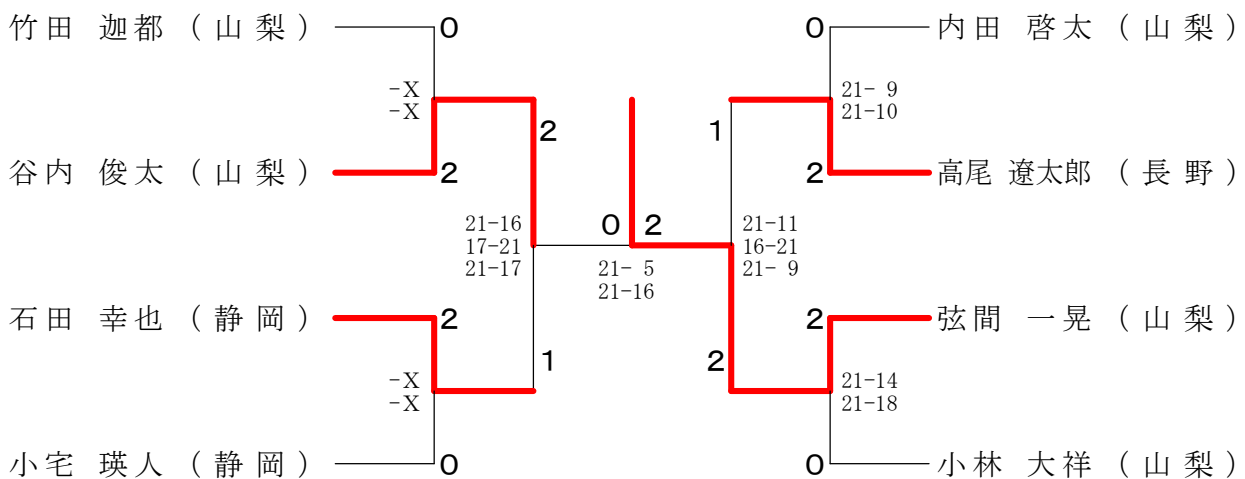 竹田 迦都 (山梨) 0 0 内田 啓太 (山梨)
-X 21- 9
-X 21-10
2 1
谷内 俊太 (山梨) 2 2 高尾 遼太郎 (長野)
21-16 0 2 21-11
17-21 16-21
21-17 21- 5 21- 9
21-16
石田 幸也 (静岡) 2 2 弦間 一晃 (山梨)
1 2
-X 21-14
-X 21-18
小宅 瑛人 (静岡) 0 0 小林 大祥 (山梨)